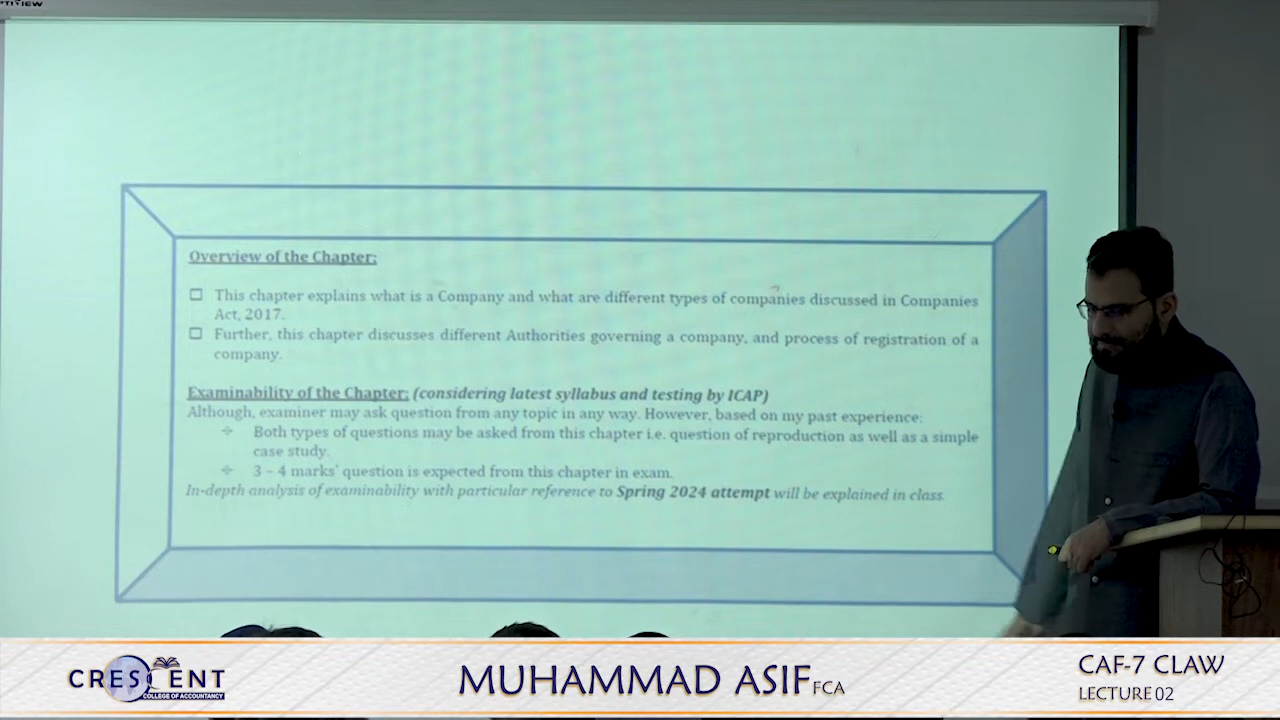 Overview of the Chapter:
This chapter explains what is a Company and what are different types of companies discussed in Companies
Act, 2017.
Further, this chapter discusses different Authorities governing a company, and process of registration of a
company.
Examinability of the Chapter: (considering latest syllabus and testing by ICAP)
Although, examiner may ask question from any topic in any way. However, based on my past experience:
Both types of questions may be asked from this chapter i.e. question of reproduction as well as a simple
case study.
3 – 4 marks' question is expected from this chapter in exam.
In-depth analysis of examinability with particular reference to Spring 2024 attempt will be explained in class.
CRESCENT
COLLEGE OF ACCOUNTANCY
MUHAMMAD ASIF FCA
CAF-7 CLAW
LECTURE 02